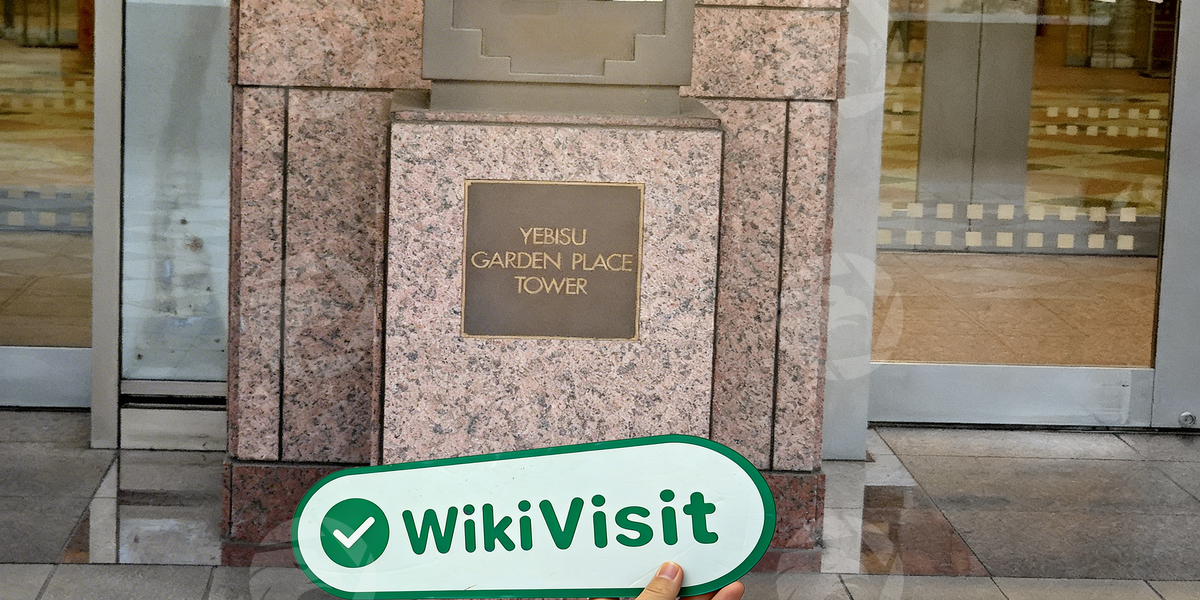 YEBISU
GARDEN PLACE
TOWER
WikiVisit